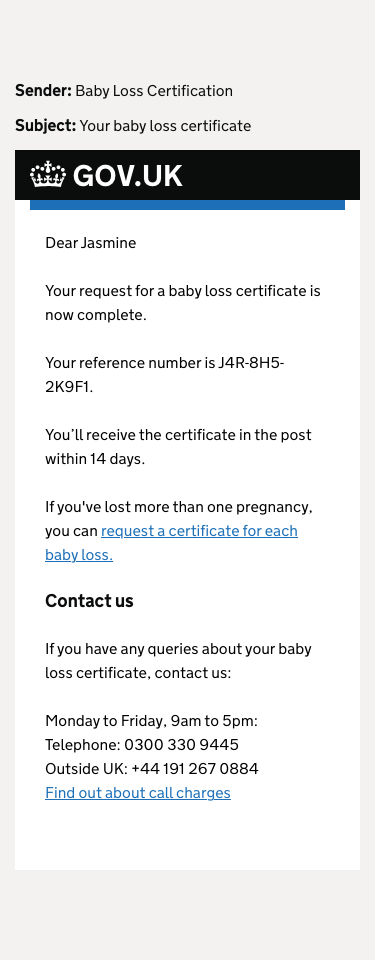 Sender: Baby Loss Certification
Subject: Your baby loss certificate
GOV.UK
Dear Jasmine
Your request for a baby loss certificate is
now complete.
Your reference number is J4R-8H5-
2K9F1.
You’ll receive the certificate in the post
within 14 days.
If you've lost more than one pregnancy,
you can request a certificate for each
baby loss.
Contact us
If you have any queries about your baby
loss certificate, contact us:
Monday to Friday, 9am to 5pm:
Telephone: 0300 330 9445
Outside UK: +44 191 267 0884
Find out about call charges